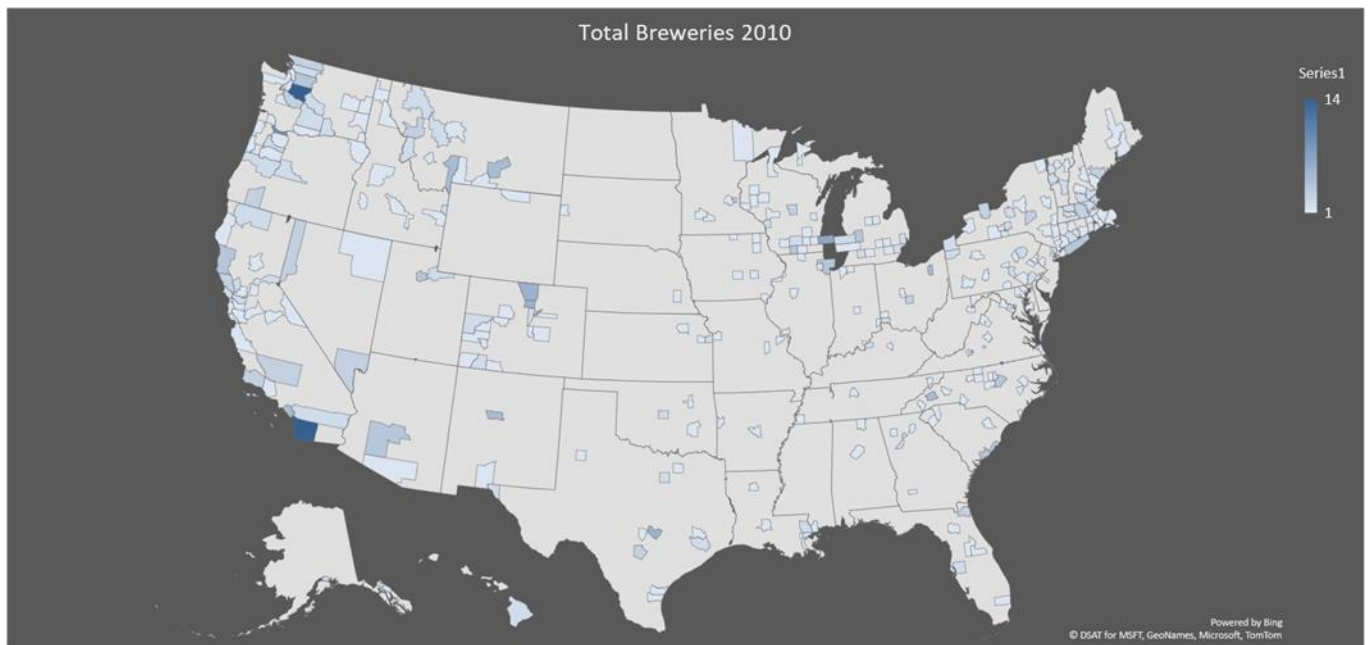 Total Breweries 2010
Series1
14
1
Powered by Bing
© DSAT for MSFT, GeoNames, Microsoft, TomTom